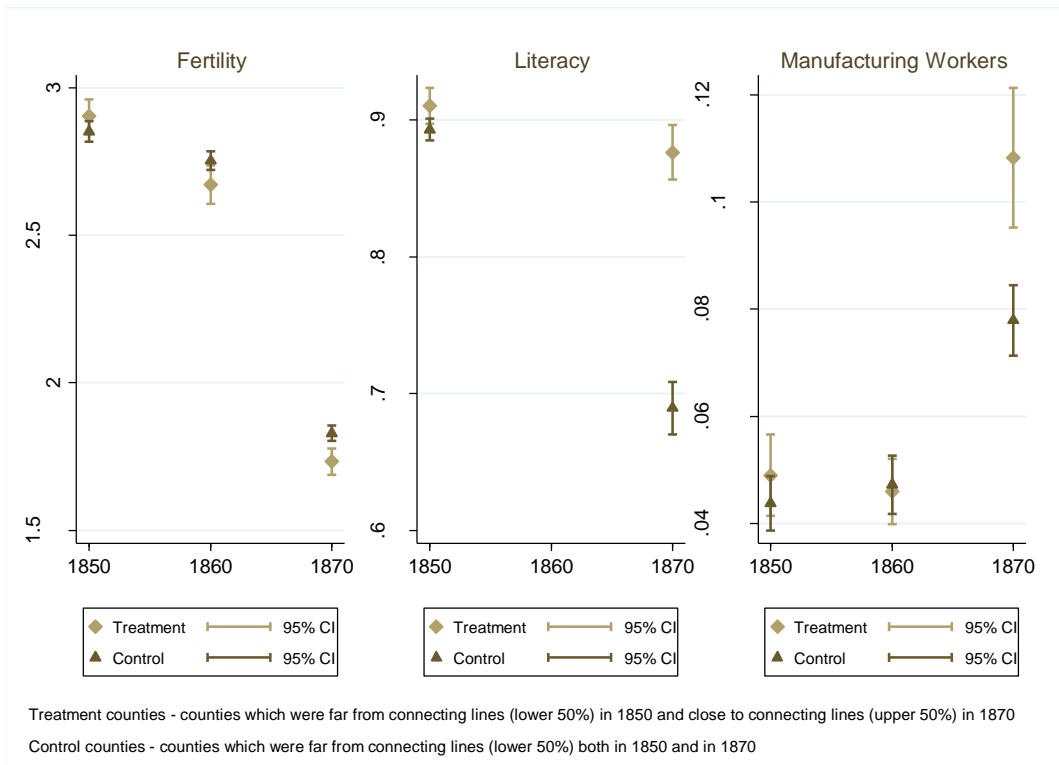 Fertility
Literacy
Manufacturing Workers
3
2.5
2
1.5
1850
1860
1870
.9
.8
.7
.6
1850
1860
1870
.12
.1
.08
.06
.04
1850
1860
1870
Treatment 95% CI
Control 95% CI
Treatment 95% CI
Control 95% CI
Treatment 95% CI
Control 95% CI
Treatment counties - counties which were far from connecting lines (lower 50%) in 1850 and close to connecting lines (upper 50%) in 1870
Control counties - counties which were far from connecting lines (lower 50%) both in 1850 and in 1870